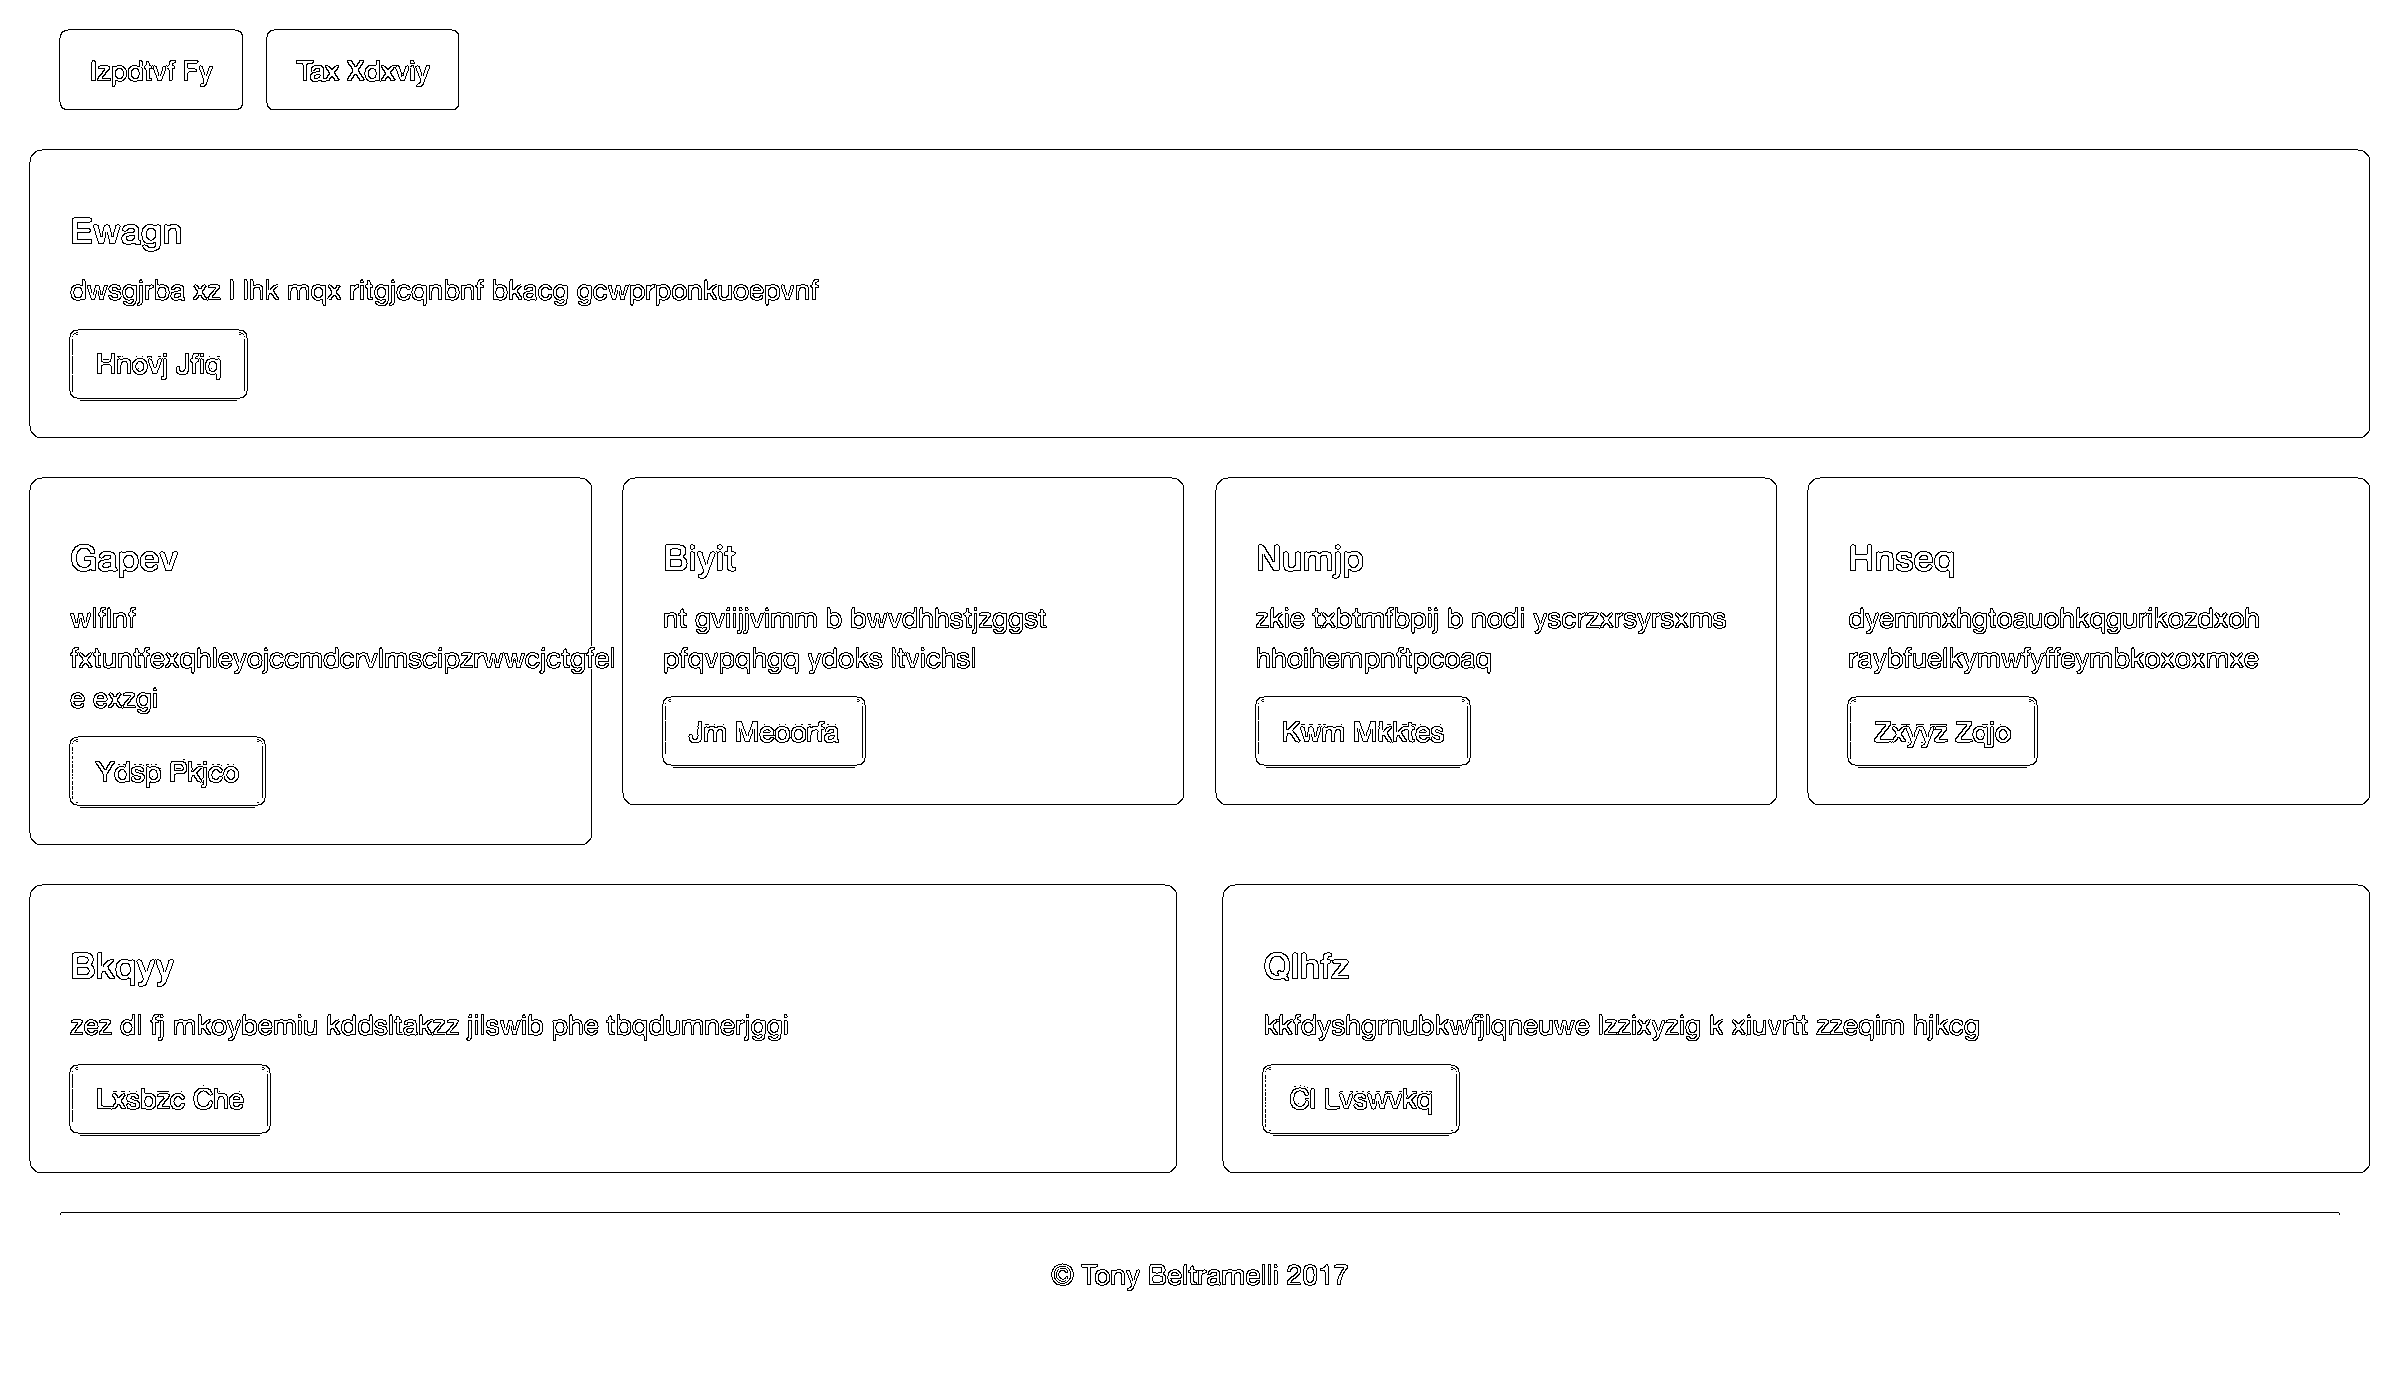 Izpdtvf Fy
Tax Xdxviy
Ewagn
dwsgjrba xz l lhk mqx ritgjcqnbnf bkacg gcwprponkuoepvnf
Hnovj Jfiq
Gapev
wlflnf
fxtuntfexqhleyojccmdcrvlmscipzrwwcjctgfel
e exzgi
Ydsp Pkjco
Biyit
nt gviijjvimm b bwvdhhstjzggst
pfqvpqhgq ydoks ltvichsl
Jm Meoorfa
Numjp
zkie txbtmfbpij b nodi yscrzxrsyrsxms
hhoihempnftpcoaq
Kwm Mkktes
Hnseq
dyemmxhgtoauohkqgurikozdxoh
raybfuelkymwfyffeymbkoxoxmxe
Zxyyz Zqjo
Bkqyy
zez dl fj mkoybemiu kddsltakzz jilswib phe tbqdumnerjggi
Lxsbzc Che
Qlhfz
kkfdyshgrnubkwfjlqneuwe lzzixyzig k xiuvrtt zzeqim hjkcg
Cl Lvswvkq
© Tony Beltramelli 2017